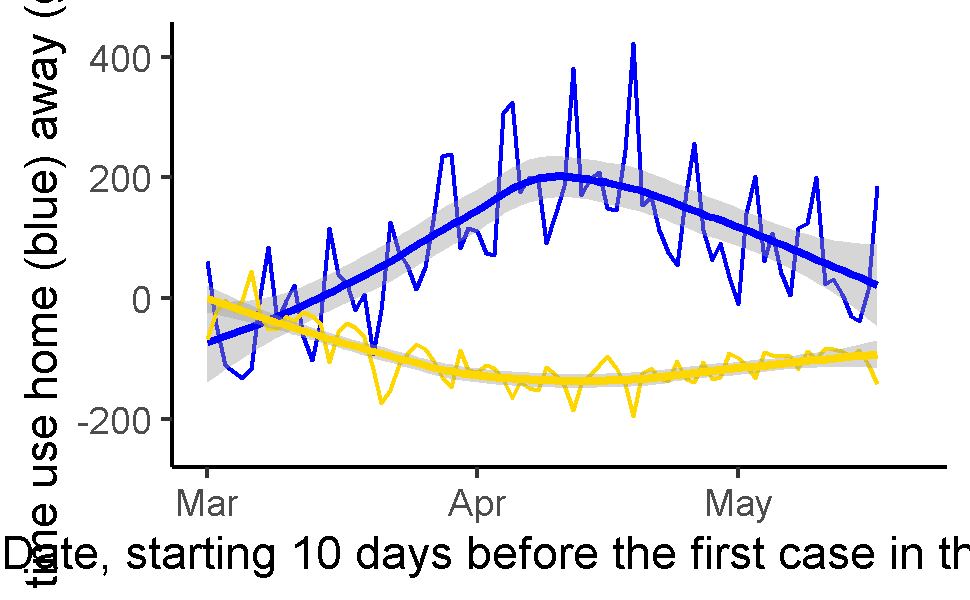 time use home (blue) away (
400
200
0
-200
Mar Apr May
Date, starting 10 days before the first case in th